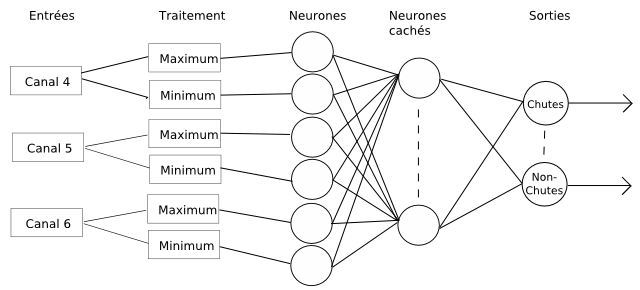 Entrées
Traitement
Neurones
Neurones
cachés
Sorties
Canal 4
Maximum
Minimum
Canal 5
Maximum
Minimum
Canal 6
Maximum
Minimum
Chutes
Non-
Chutes